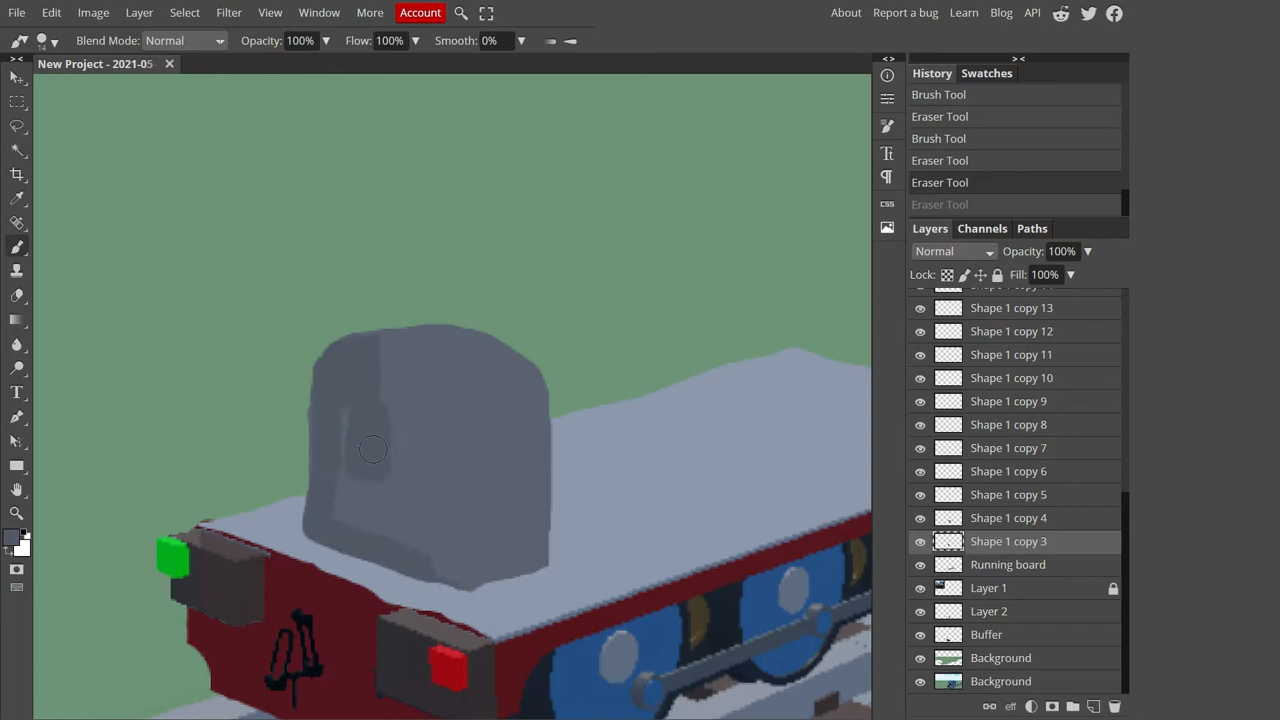 File Edit Image Layer Select Filter View Window More Account About Report a bug Learn Blog API
14 Blend Mode: Normal Opacity: 100% Flow: 100% Smooth: 0%
New Project - 2021-05-
History Swatches
Brush Tool
Eraser Tool
Brush Tool
Eraser Tool
Eraser Tool
Eraser Tool
Layers Channels Paths
Normal Opacity: 100%
Lock: Fill: 100%
Shape 1 copy 13
Shape 1 copy 12
Shape 1 copy 11
Shape 1 copy 10
Shape 1 copy 9
Shape 1 copy 8
Shape 1 copy 7
Shape 1 copy 6
Shape 1 copy 5
Shape 1 copy 4
Shape 1 copy 3
Running board
Layer 1
Layer 2
Buffer
Background
Background
CSS
eff